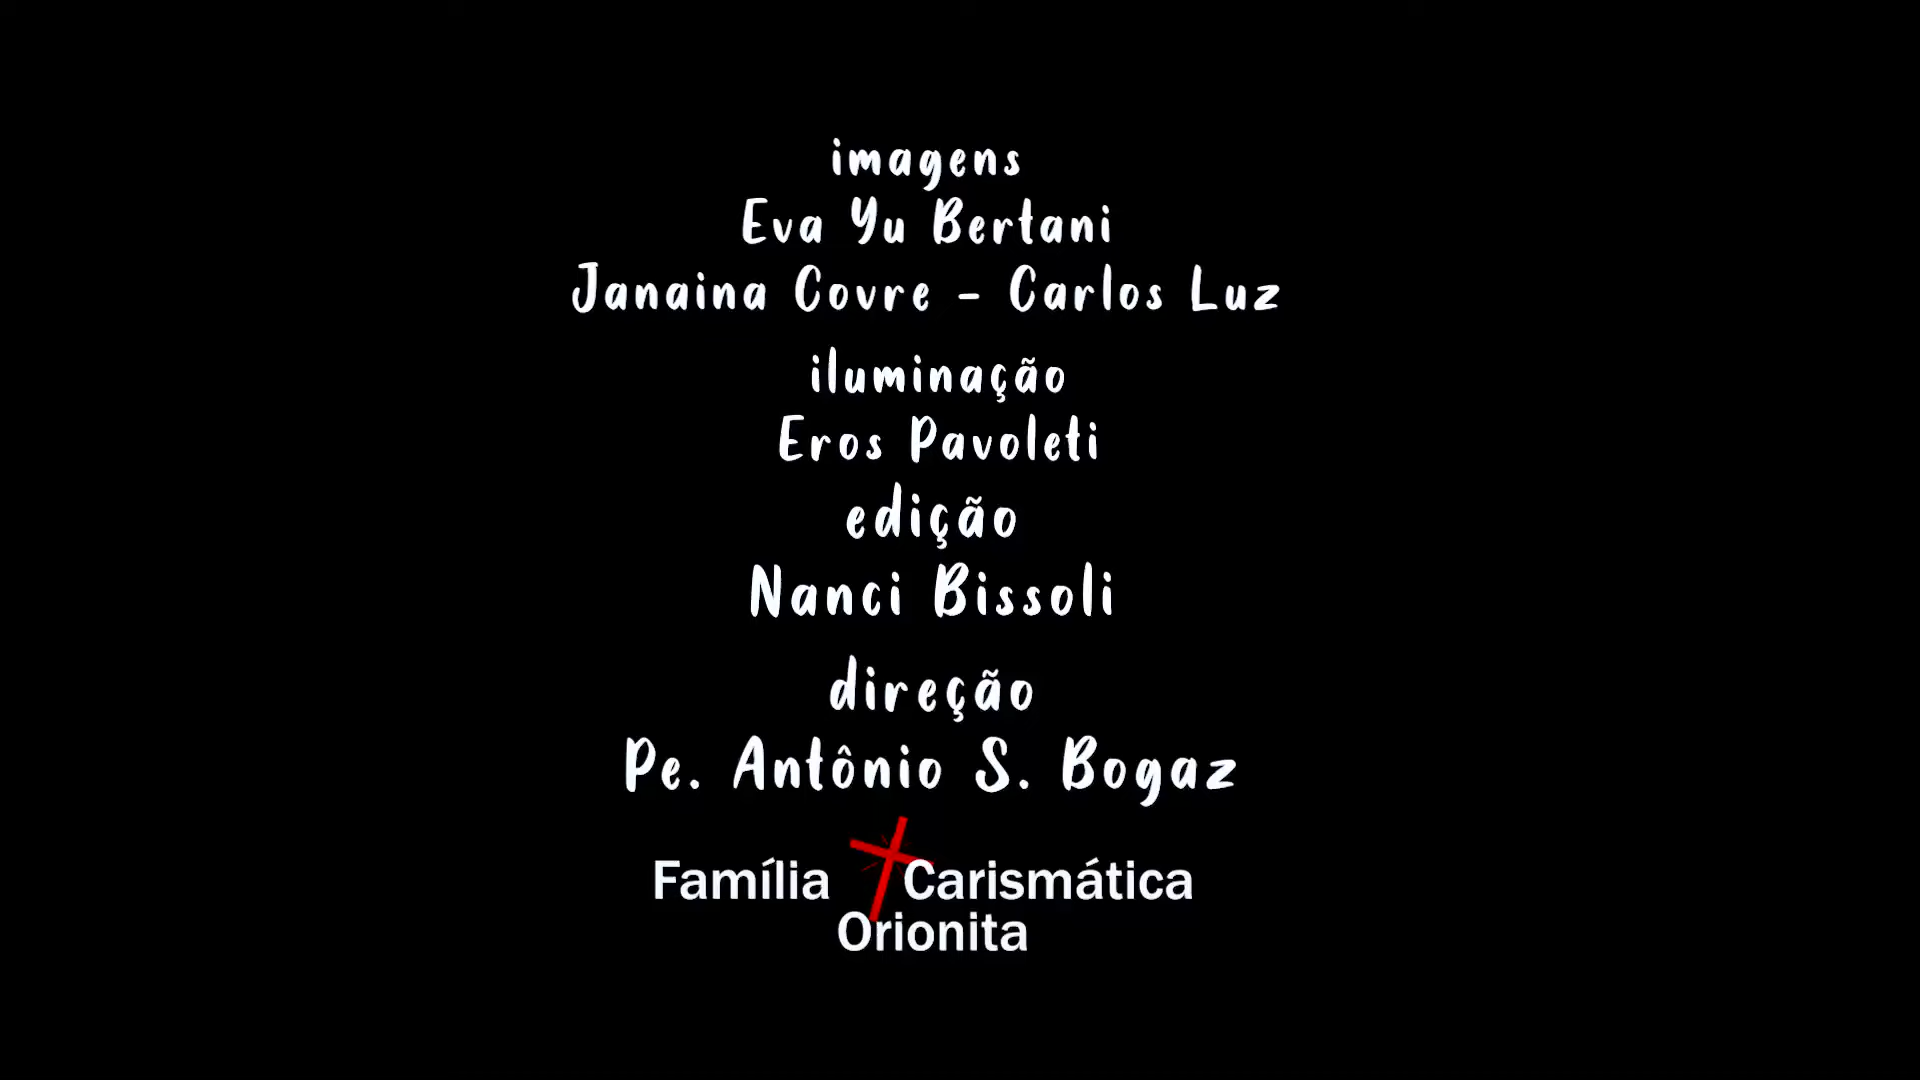 imagens
Eva Yu Bertani
Janaina Covre - Carlos Luz
iluminação
Eros Pavoleti
edição
Nanci Bissoli
direção
Pe. Antônio S. Bogaz
Família Carismática
Orionita